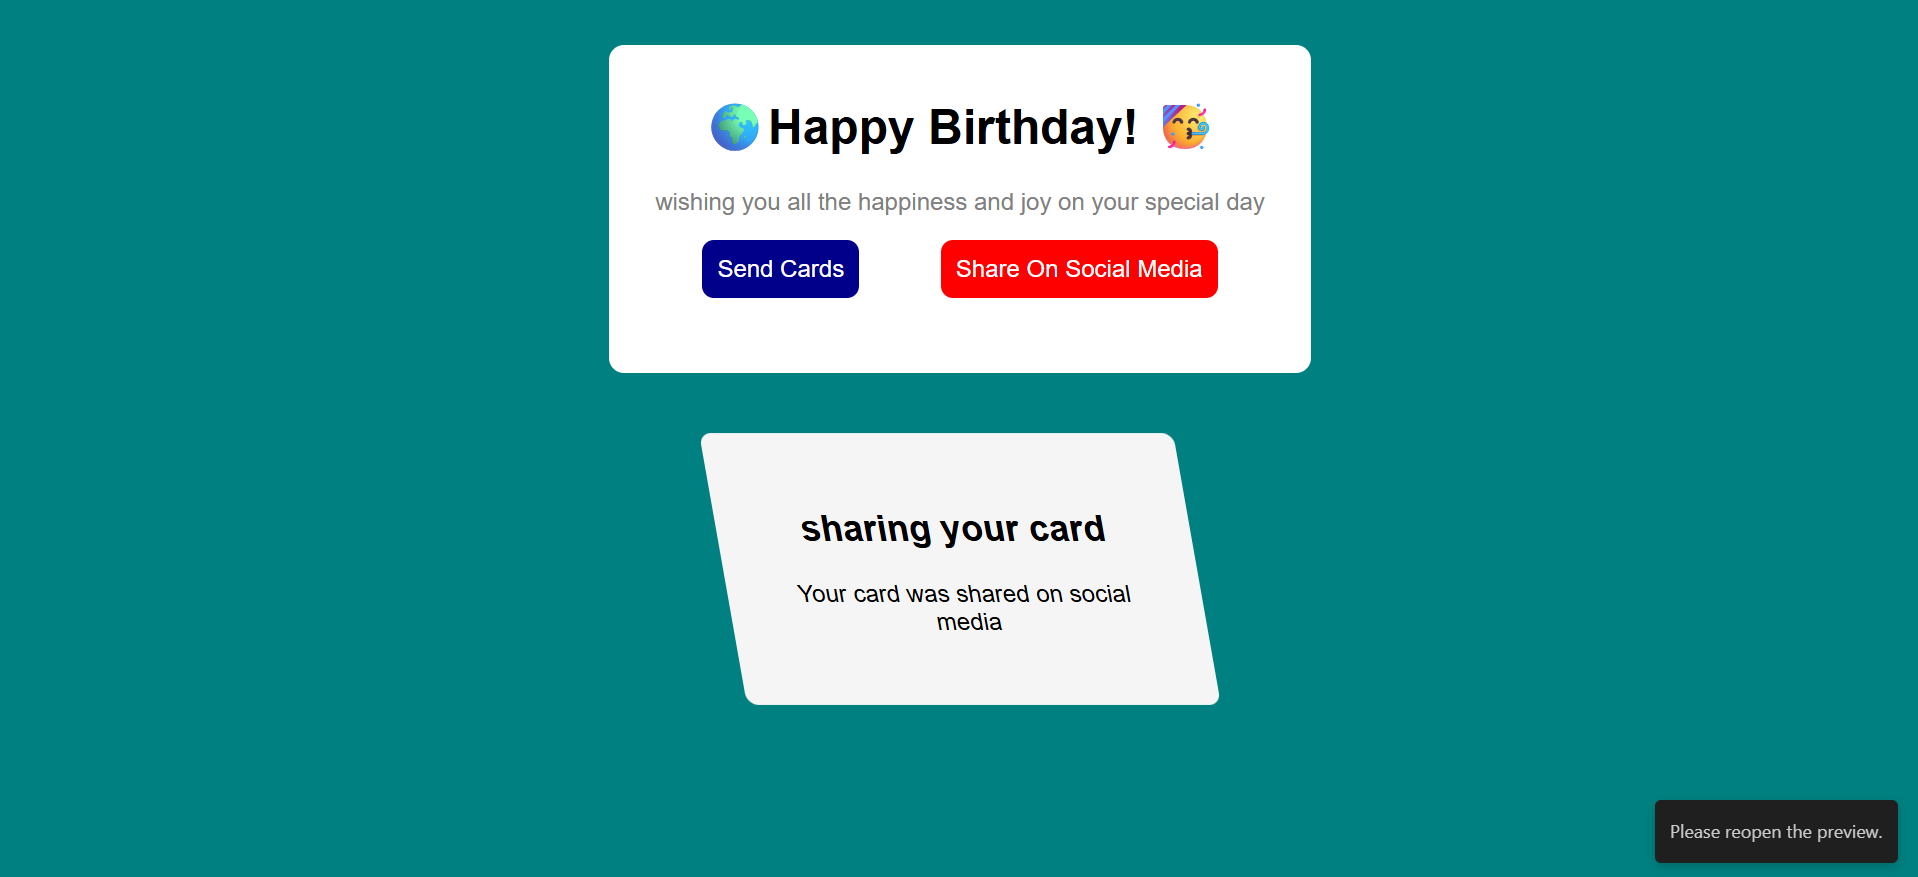 🌍 Happy Birthday! 🥳
wishing you all the happiness and joy on your special day
Send Cards
Share On Social Media
sharing your card
Your card was shared on social
media
Please reopen the preview.